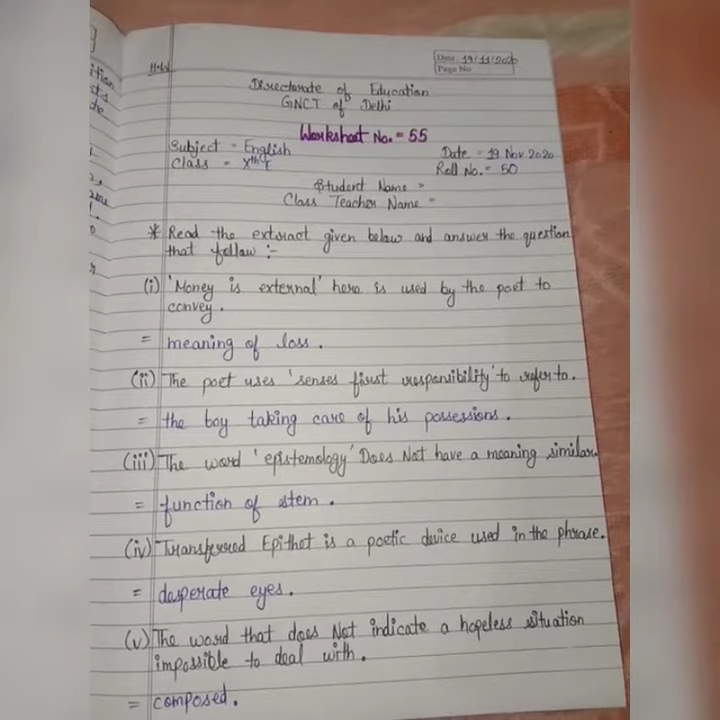 H.W
Date 19/11/2020
Page No
Directorate of Education
GNCT of Delhi
Worksheet No. = 55
Subject = English
Date = 19 Nov 2020
Class = Xth F
Roll No. = 50
Student Name =
Class Teacher Name =
* Read the extract given below and answer the question
that follow :-
(i) 'Money is external' here is used by the poet to
convey.
= meaning of loss.
(ii) The poet uses 'senses first responsibility' to refer to.
= the boy taking care of his possessions.
(iii) The word 'epistemology' Does Not have a meaning similar.
= function of stem.
(iv) Transferred Epithet is a poetic device used in the phrase.
= desperate eyes.
(v) The word that does Not indicate a hopeless situation
impossible to deal with.
= composed.